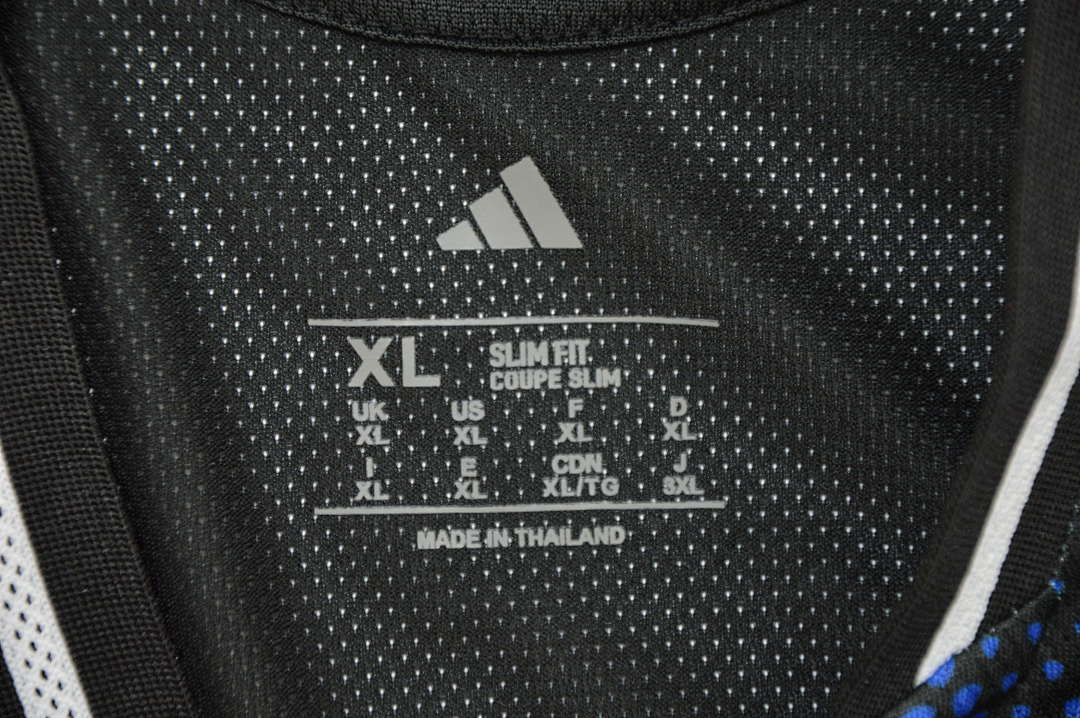 XL SLIM FIT
COUPE SLIM
UK US F D
XL XL XL XL
I E CDN J
XL XL XL/TG 3XL
MADE IN THAILAND